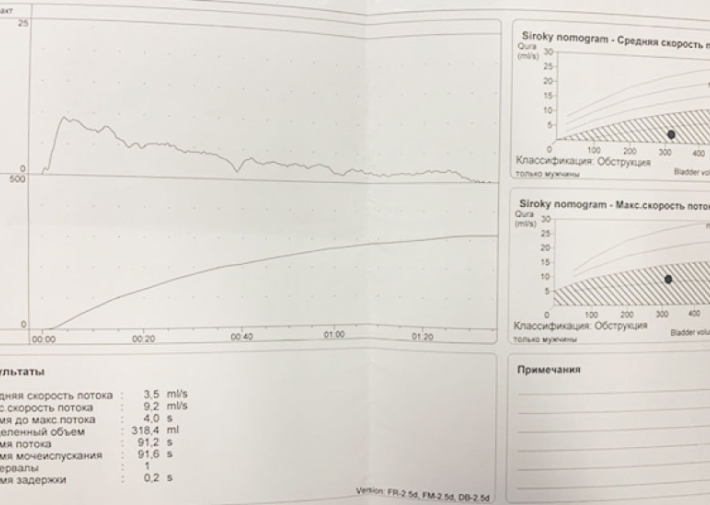 25
0
500
0
00:00 00:20 00:40 01:00 01:20
Siroky nomogram - Средняя скорость п
Qura
(ml/s)
30
25
20
15
10
5
0 100 200 300 400
Классификация: Обструкция
только мужчины
Bladder volu
Siroky nomogram - Макс.скорость поток
Qura
(ml/s)
30
25
20
15
10
5
0 100 200 300 400
Классификация: Обструкция
только мужчины
Bladder volu
ультаты
дняя скорость потока : 3,5 ml/s
с.скорость потока : 9,2 ml/s
мя до макс.потока : 4,0 s
деленный объем : 318,4 ml
мя потока : 91,2 s
мя мочеиспускания : 91,6 s
ервалы : 1
мя задержки : 0,2 s
Version: FR-2.5d, FM-2.5d, DB-2.5d
Примечания